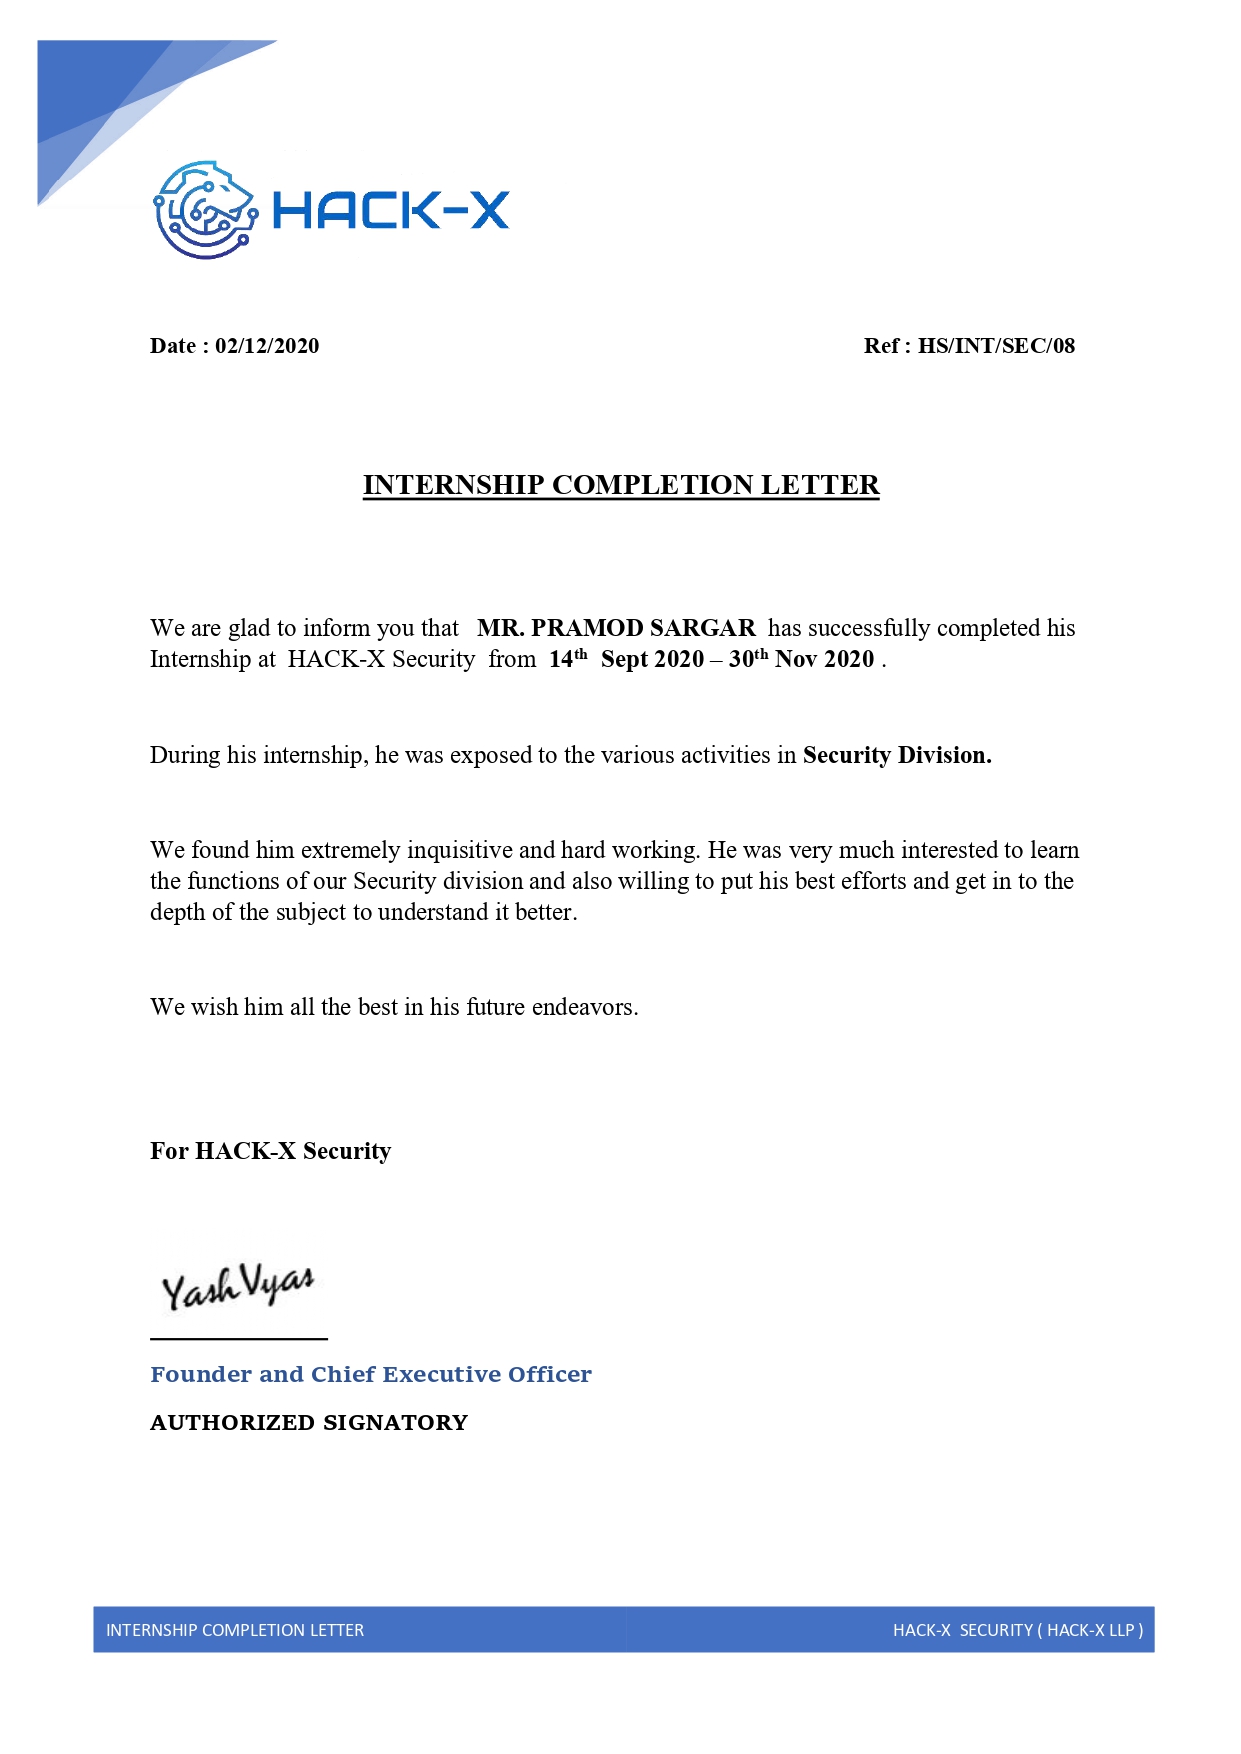 HACK-X
Date : 02/12/2020 Ref : HS/INT/SEC/08
INTERNSHIP COMPLETION LETTER
We are glad to inform you that MR. PRAMOD SARGAR has successfully completed his
Internship at HACK-X Security from 14th Sept 2020 – 30th Nov 2020 .
During his internship, he was exposed to the various activities in Security Division.
We found him extremely inquisitive and hard working. He was very much interested to learn
the functions of our Security division and also willing to put his best efforts and get in to the
depth of the subject to understand it better.
We wish him all the best in his future endeavors.
For HACK-X Security
Yash Vyas
Founder and Chief Executive Officer
AUTHORIZED SIGNATORY
INTERNSHIP COMPLETION LETTER HACK-X SECURITY ( HACK-X LLP )